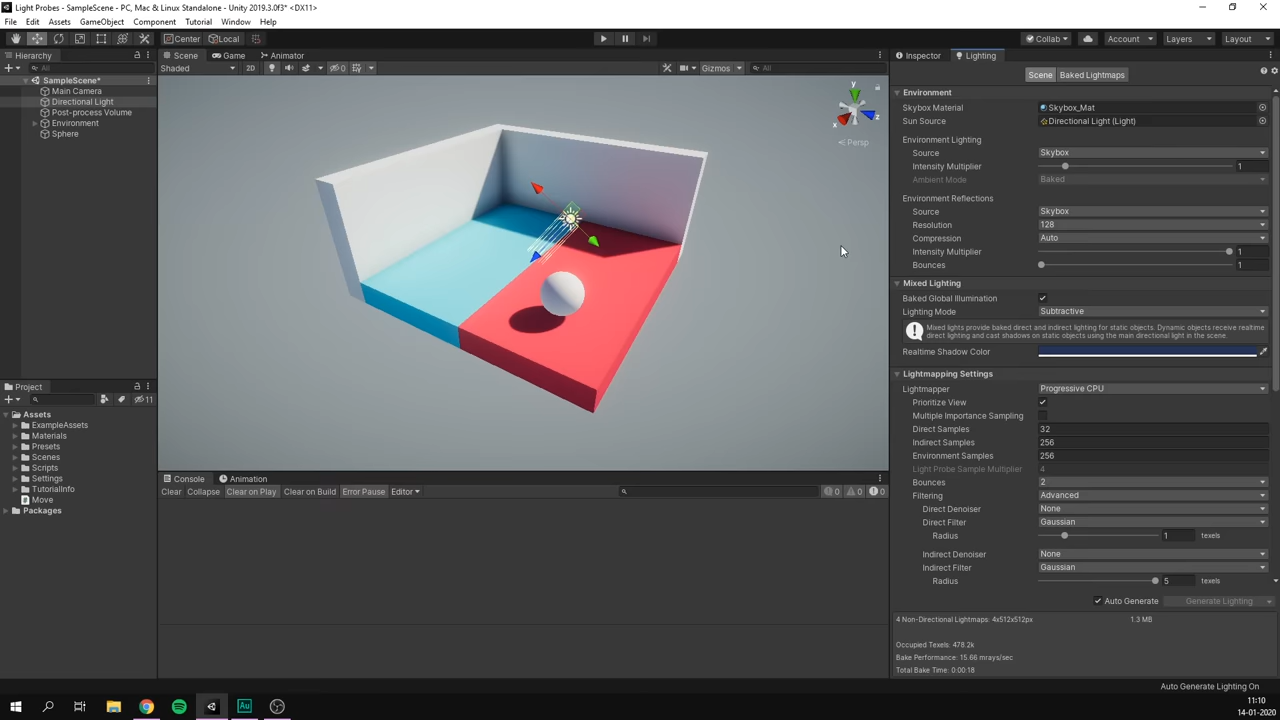 Light Probes - SampleScene - PC, Mac & Linux Standalone - Unity 2019.3.0f3* <DX11>
File Edit Assets GameObject Component Tutorial Window Help
Center Local Collab Account Layers Layout
Hierarchy
All
SampleScene*
Main Camera
Directional Light
Post-process Volume
Environment
Sphere
Scene Game Animator
Shaded 2D 0 Gizmos All
y
x z
Persp
Project
11
Assets
ExampleAssets
Materials
Presets
Scenes
Scripts
Settings
TutorialInfo
Move
Packages
Console Animation
Clear Collapse Clear on Play Clear on Build Error Pause Editor 0 0 0
Inspector Lighting
Scene Baked Lightmaps
Environment
Skybox Material Skybox_Mat
Sun Source Directional Light (Light)
Environment Lighting
Source Skybox
Intensity Multiplier 1
Ambient Mode Baked
Environment Reflections
Source Skybox
Resolution 128
Compression Auto
Intensity Multiplier 1
Bounces 1
Mixed Lighting
Baked Global Illumination
Lighting Mode Subtractive
Mixed lights provide baked direct and indirect lighting for static objects. Dynamic objects receive realtime
direct lighting and cast shadows on static objects using the main directional light in the scene.
Realtime Shadow Color
Lightmapping Settings
Lightmapper Progressive CPU
Prioritize View
Multiple Importance Sampling
Direct Samples 32
Indirect Samples 256
Environment Samples 256
Light Probe Sample Multiplier 4
Bounces 2
Filtering Advanced
Direct Denoiser None
Direct Filter Gaussian
Radius 1 texels
Indirect Denoiser None
Indirect Filter Gaussian
Radius 5 texels
Auto Generate Generate Lighting
4 Non-Directional Lightmaps: 4x512x512px 1.3 MB
Occupied Texels: 478.2k
Bake Performance: 15.66 mrays/sec
Total Bake Time: 0:00:18
Auto Generate Lighting On
Au
11:10
14-01-2020